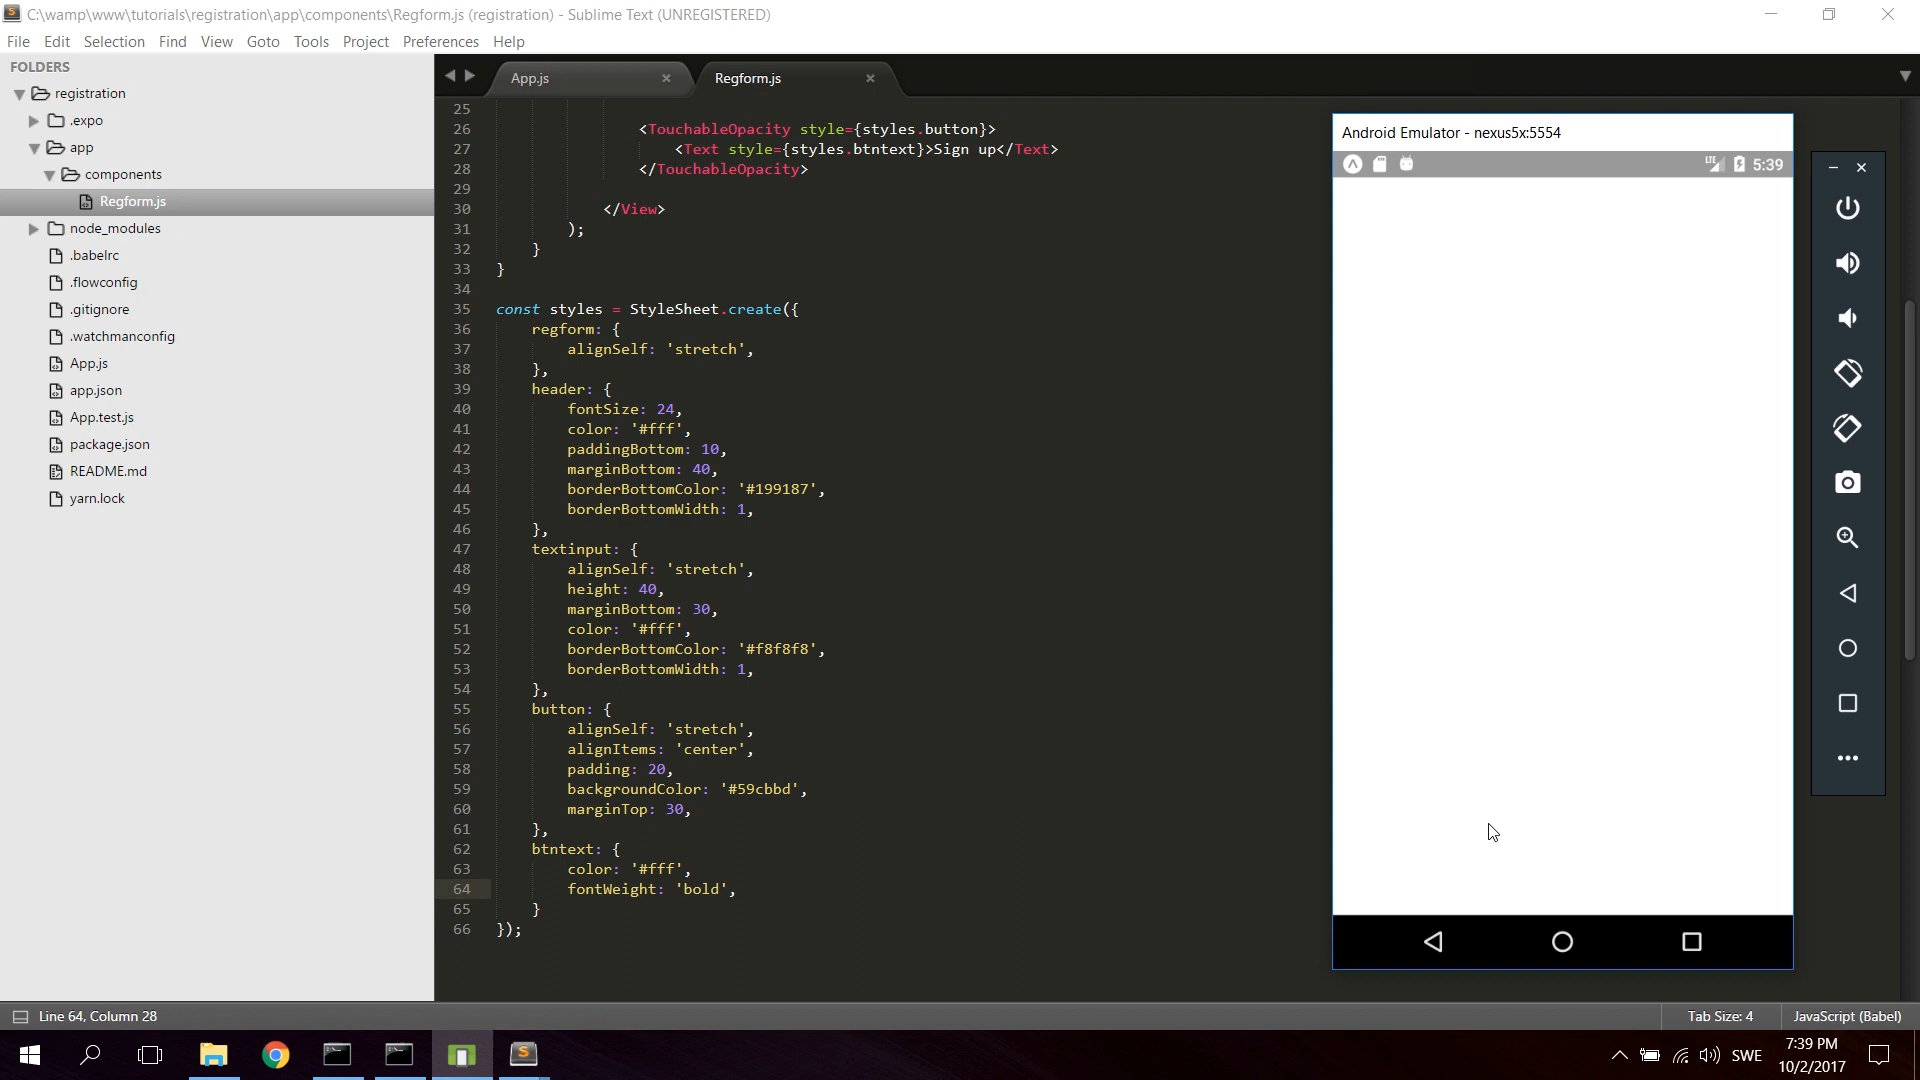 C:\wamp\www\tutorials\registration\app\components\Regform.js (registration) - Sublime Text (UNREGISTERED)
File Edit Selection Find View Goto Tools Project Preferences Help
FOLDERS
registration
.expo
app
components
Regform.js
node_modules
.babelrc
.flowconfig
.gitignore
.watchmanconfig
App.js
app.json
App.test.js
package.json
README.md
yarn.lock
App.js
Regform.js
25
26 <TouchableOpacity style={styles.button}>
27 <Text style={styles.btntext}>Sign up</Text>
28 </TouchableOpacity>
29
30 </View>
31 );
32 }
33 }
34
35 const styles = StyleSheet.create({
36 regform: {
37 alignSelf: 'stretch',
38 },
39 header: {
40 fontSize: 24,
41 color: '#fff',
42 paddingBottom: 10,
43 marginBottom: 40,
44 borderBottomColor: '#199187',
45 borderBottomWidth: 1,
46 },
47 textinput: {
48 alignSelf: 'stretch',
49 height: 40,
50 marginBottom: 30,
51 color: '#fff',
52 borderBottomColor: '#f8f8f8',
53 borderBottomWidth: 1,
54 },
55 button: {
56 alignSelf: 'stretch',
57 alignItems: 'center',
58 padding: 20,
59 backgroundColor: '#59cbbd',
60 marginTop: 30,
61 },
62 btntext: {
63 color: '#fff',
64 fontWeight: 'bold',
65 }
66 });
Android Emulator - nexus5x:5554
LTE 5:39
Line 64, Column 28
Tab Size: 4
JavaScript (Babel)
SWE
7:39 PM
10/2/2017